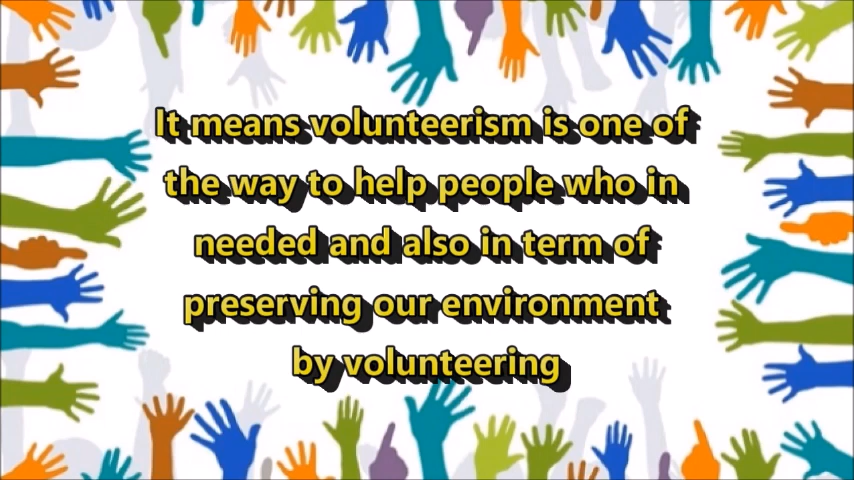 It means volunteerism is one of
the way to help people who in
needed and also in term of
preserving our environment
by volunteering